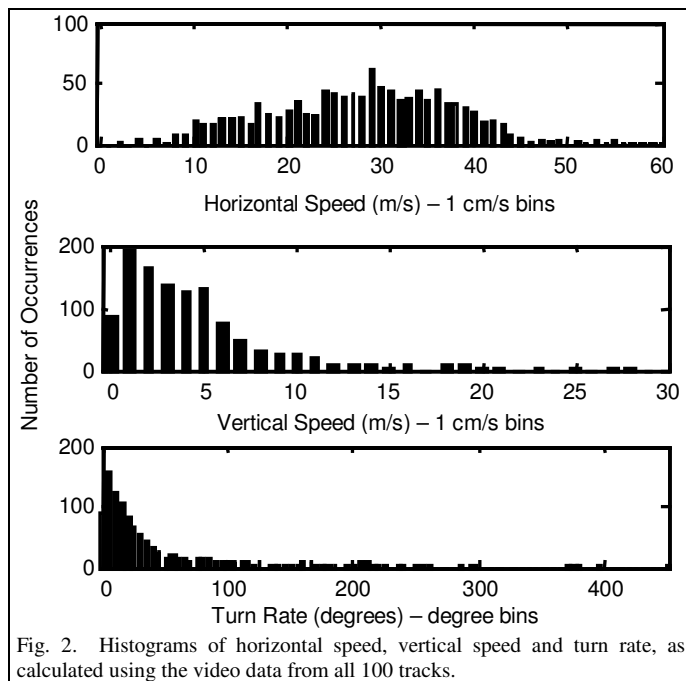 Number of Occurrences
100
50
0
0 10 20 30 40 50 60
Horizontal Speed (m/s) – 1 cm/s bins
200
100
0
0 5 10 15 20 25 30
Vertical Speed (m/s) – 1 cm/s bins
200
100
0
0 100 200 300 400
Turn Rate (degrees) – degree bins
Fig. 2. Histograms of horizontal speed, vertical speed and turn rate, as
calculated using the video data from all 100 tracks.